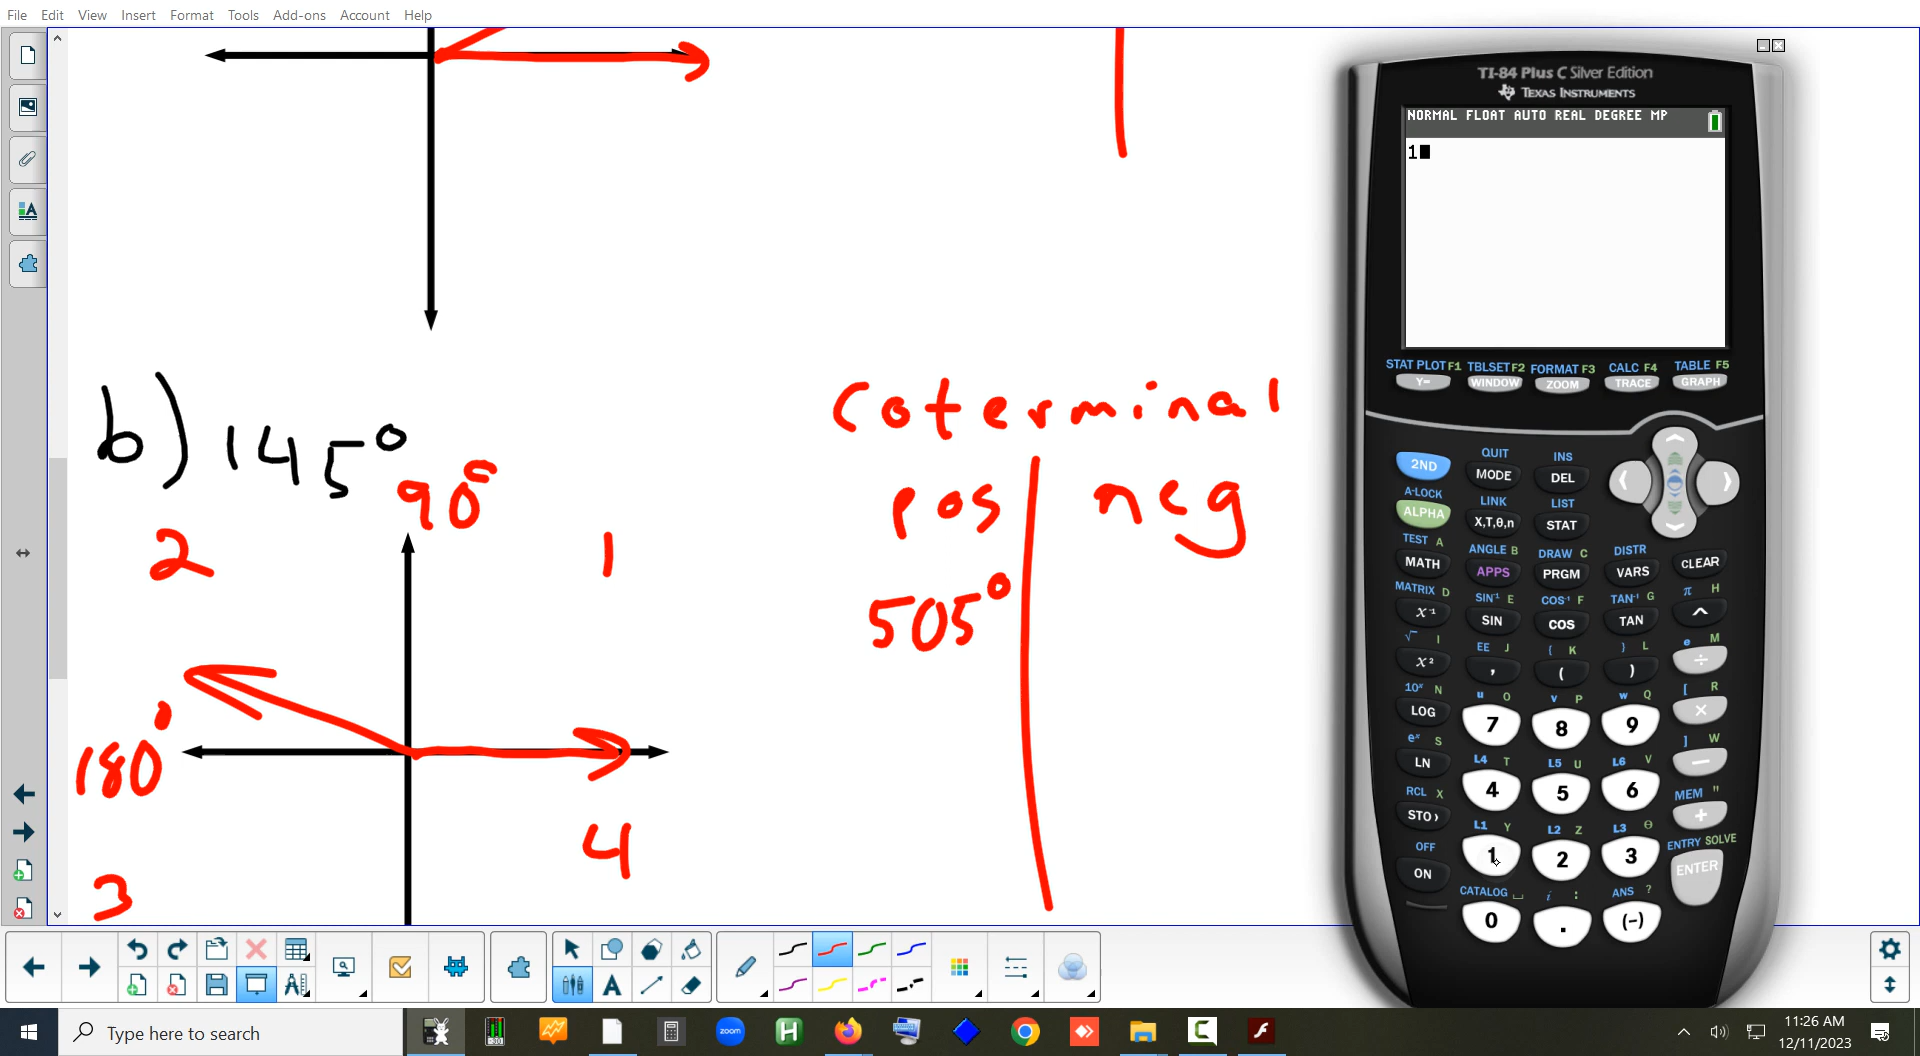 File Edit View Insert Format Tools Add-ons Account Help
b) 145°
90°
2
1
180°
3
4
Coterminal
pos neg
505°
TI-84 Plus C Silver Edition
TEXAS INSTRUMENTS
NORMAL FLOAT AUTO REAL DEGREE MP
1
STAT PLOT F1 TBLSET F2 FORMAT F3 CALC F4 TABLE F5
Y= WINDOW ZOOM TRACE GRAPH
QUIT INS
2ND MODE DEL
A-LOCK LINK LIST
ALPHA X,T,θ,n STAT
TEST A ANGLE B DRAW C DISTR
MATH APPS PRGM VARS CLEAR
MATRIX D SIN⁻¹ E COS⁻¹ F TAN⁻¹ G π H
X⁻¹ SIN COS TAN ^
√ I EE J { K } L e M
X² , ( ) ÷
10ˣ N u O v P w Q [ R
LOG 7 8 9 ×
eˣ S L4 T L5 U L6 V ] W
LN 4 5 6 −
RCL X L1 Y L2 Z L3 Θ MEM "
STO› 1 2 3 +
OFF ENTRY SOLVE
ON ENTER
CATALOG ⎵ i : ANS ?
0 . (−)
A
A
zoom
H
C
Type here to search
11:26 AM
12/11/2023